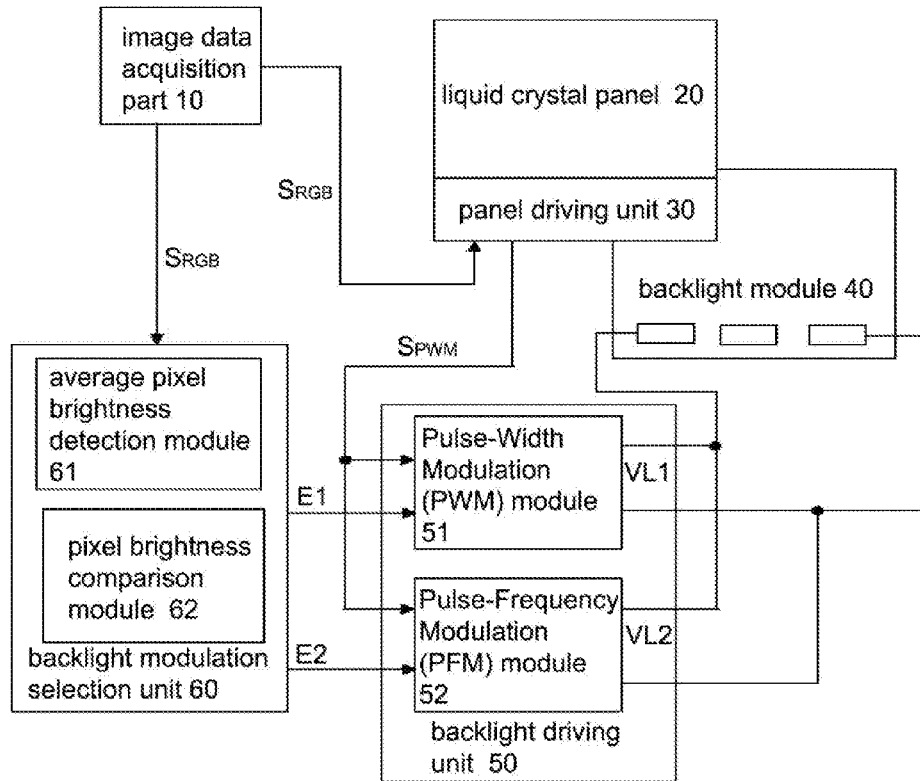 image data
acquisition
part 10
liquid crystal panel 20
panel driving unit 30
SRGB
SRGB
backlight module 40
SPWM
average pixel
brightness
detection module
61
pixel brightness
comparison
module 62
backlight modulation
selection unit 60
E1
E2
Pulse-Width
Modulation
(PWM) module
51
VL1
Pulse-Frequency
Modulation
(PFM) module
52
VL2
backlight driving
unit 50